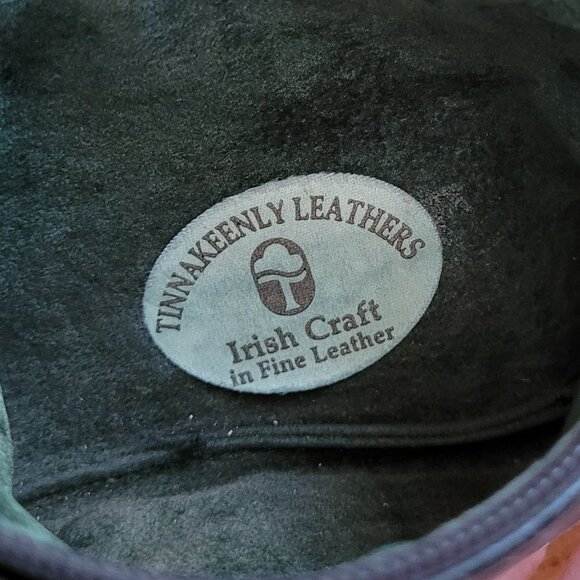 TINNAKEENLY LEATHERS
Irish Craft
in Fine Leather